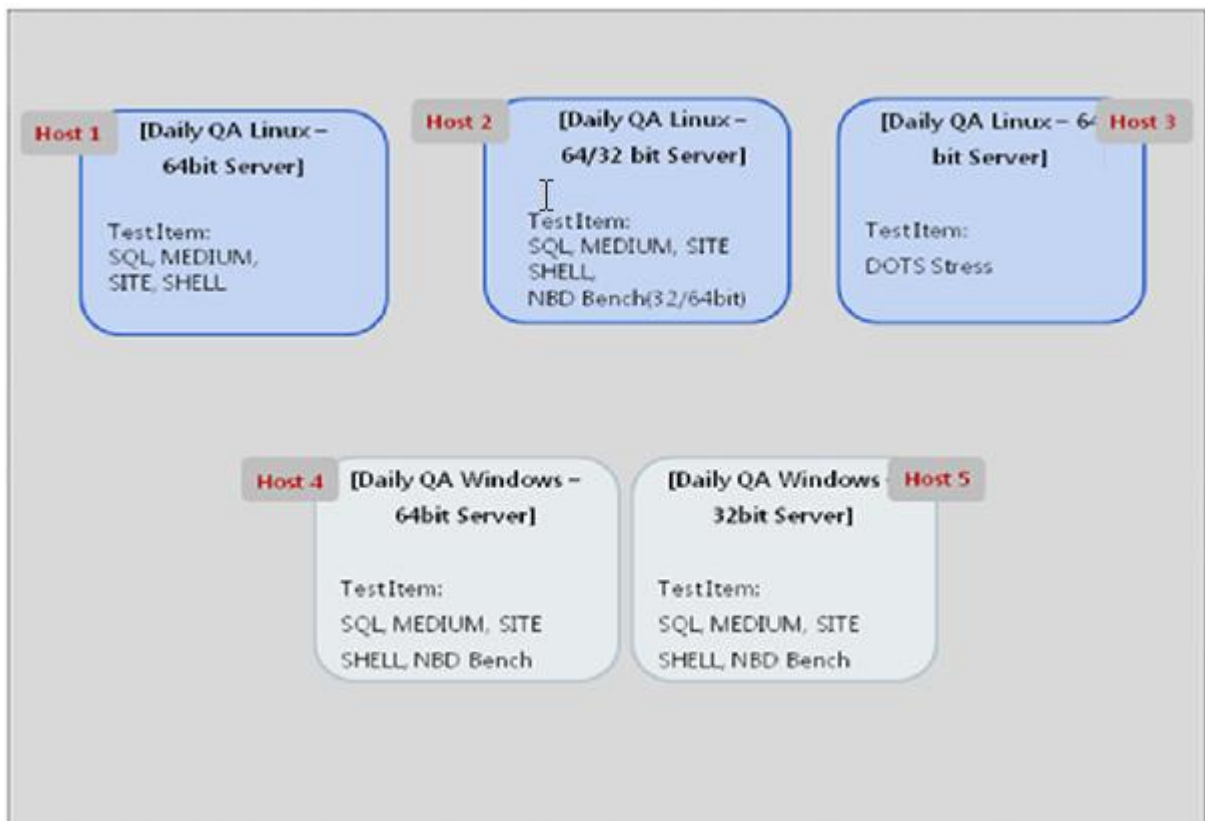 Host 1
[Daily QA Linux –
64bit Server]
TestItem:
SQL, MEDIUM,
SITE, SHELL
Host 2
[Daily QA Linux –
64/32 bit Server]
TestItem:
SQL, MEDIUM, SITE
SHELL,
NBD Bench(32/64bit)
Host 3
[Daily QA Linux – 64
bit Server]
TestItem:
DOTS Stress
Host 4
[Daily QA Windows –
64bit Server]
TestItem:
SQL, MEDIUM, SITE
SHELL, NBD Bench
Host 5
[Daily QA Windows -
32bit Server]
TestItem:
SQL, MEDIUM, SITE
SHELL, NBD Bench